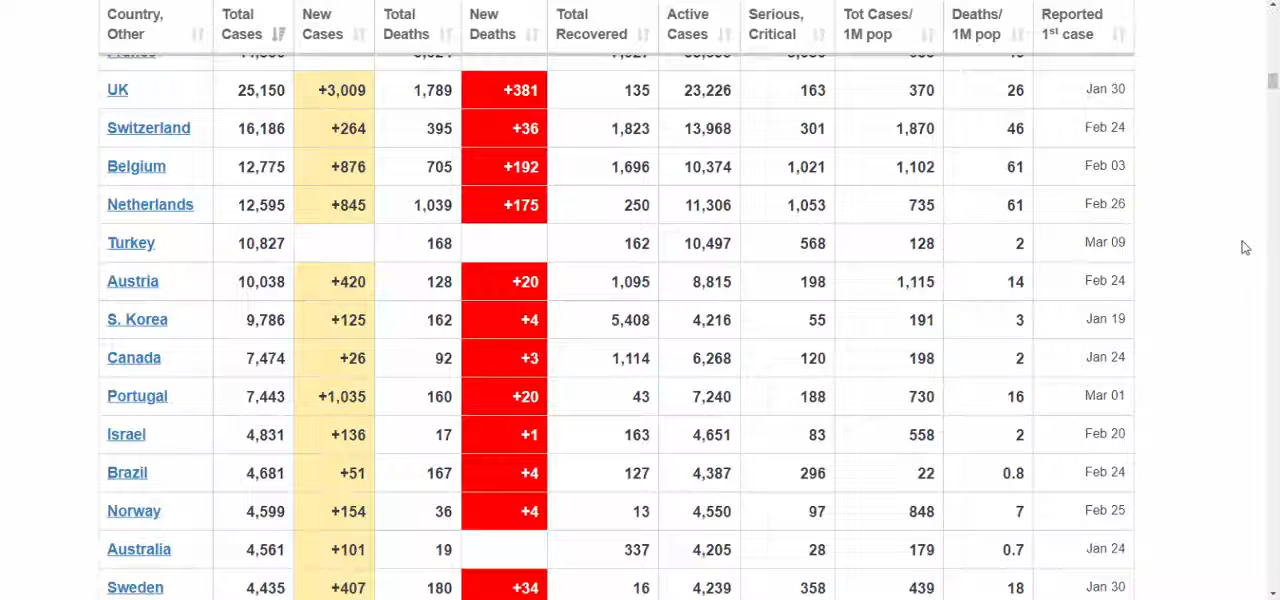 Country, Other Total Cases New Cases Total Deaths New Deaths Total Recovered Active Cases Serious, Critical Tot Cases/ 1M pop Deaths/ 1M pop Reported 1st case
UK 25,150 +3,009 1,789 +381 135 23,226 163 370 26 Jan 30
Switzerland 16,186 +264 395 +36 1,823 13,968 301 1,870 46 Feb 24
Belgium 12,775 +876 705 +192 1,696 10,374 1,021 1,102 61 Feb 03
Netherlands 12,595 +845 1,039 +175 250 11,306 1,053 735 61 Feb 26
Turkey 10,827 168 162 10,497 568 128 2 Mar 09
Austria 10,038 +420 128 +20 1,095 8,815 198 1,115 14 Feb 24
S. Korea 9,786 +125 162 +4 5,408 4,216 55 191 3 Jan 19
Canada 7,474 +26 92 +3 1,114 6,268 120 198 2 Jan 24
Portugal 7,443 +1,035 160 +20 43 7,240 188 730 16 Mar 01
Israel 4,831 +136 17 +1 163 4,651 83 558 2 Feb 20
Brazil 4,681 +51 167 +4 127 4,387 296 22 0.8 Feb 24
Norway 4,599 +154 36 +4 13 4,550 97 848 7 Feb 25
Australia 4,561 +101 19 337 4,205 28 179 0.7 Jan 24
Sweden 4,435 +407 180 +34 16 4,239 358 439 18 Jan 30